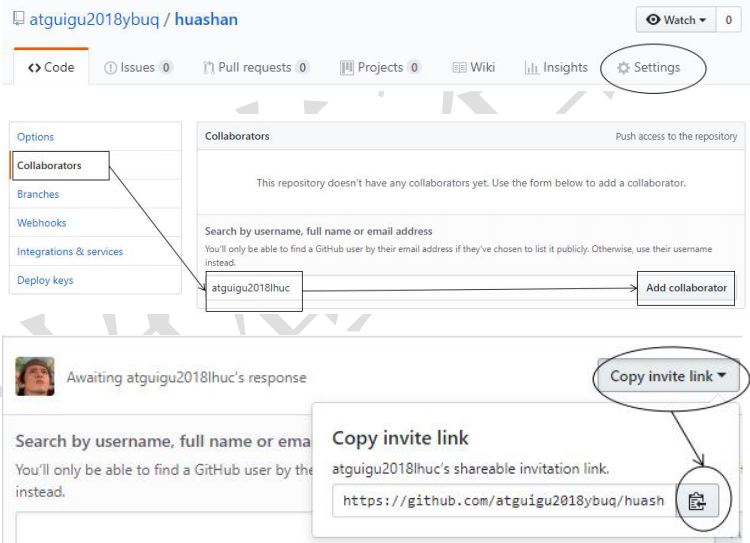 atguigu2018ybuq / huashan
Watch 0
Code Issues 0 Pull requests 0 Projects 0 Wiki Insights Settings
Options
Collaborators
Branches
Webhooks
Integrations & services
Deploy keys
Collaborators Push access to the repository
This repository doesn't have any collaborators yet. Use the form below to add a collaborator.
Search by username, full name or email address
You'll only be able to find a GitHub user by their email address if they've chosen to list it publicly. Otherwise, use their username
instead.
atguigu2018lhuc Add collaborator
Awaiting atguigu2018lhuc's response Copy invite link
Search by username, full name or ema
You'll only be able to find a GitHub user by the
instead.
Copy invite link
atguigu2018lhuc's shareable invitation link.
https://github.com/atguigu2018ybuq/huash